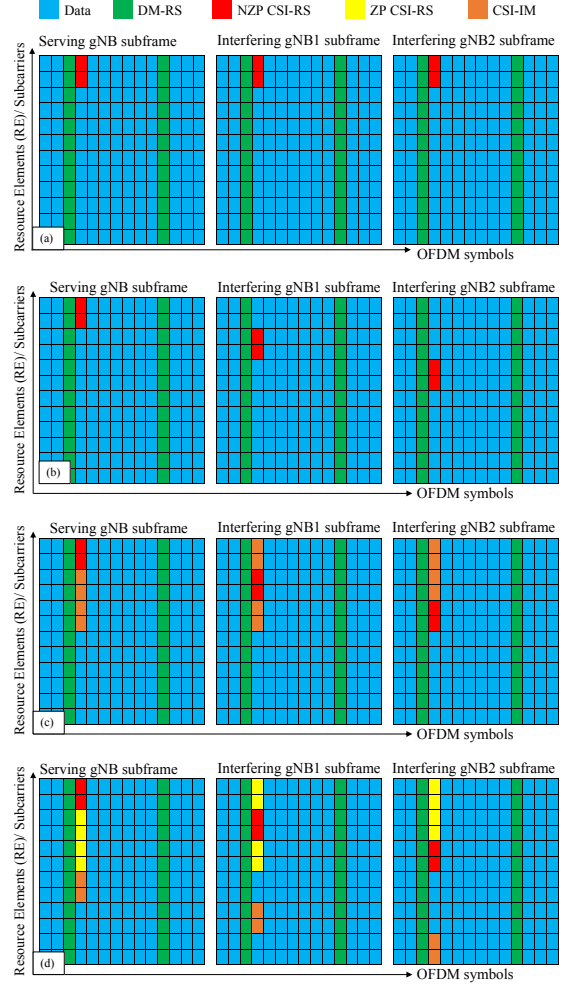 Data DM-RS NZP CSI-RS ZP CSI-RS CSI-IM
Serving gNB subframe Interfering gNB1 subframe Interfering gNB2 subframe
Resource Elements (RE)/ Subcarriers
(a)
OFDM symbols
Serving gNB subframe Interfering gNB1 subframe Interfering gNB2 subframe
Resource Elements (RE)/ Subcarriers
(b)
OFDM symbols
Serving gNB subframe Interfering gNB1 subframe Interfering gNB2 subframe
Resource Elements (RE)/ Subcarriers
(c)
OFDM symbols
Serving gNB subframe Interfering gNB1 subframe Interfering gNB2 subframe
Resource Elements (RE)/ Subcarriers
(d)
OFDM symbols